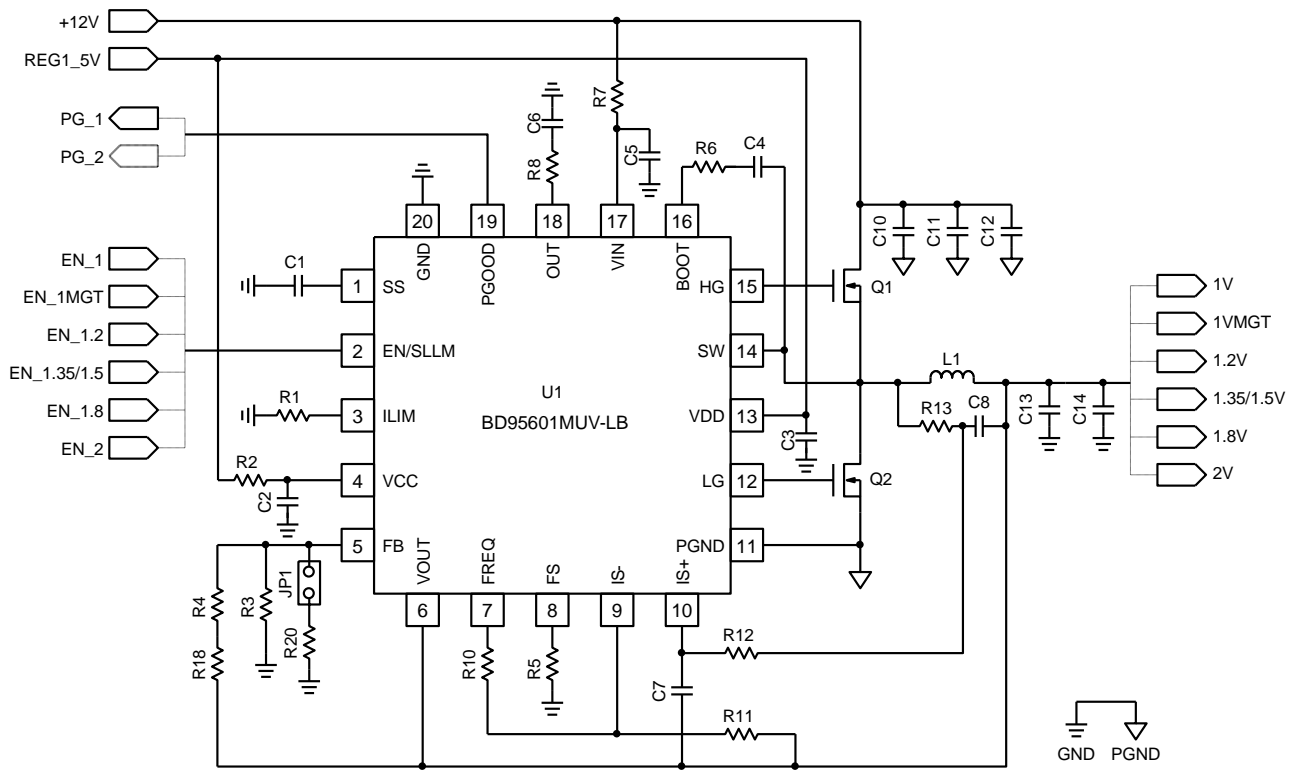 +12V
REG1_5V
PG_1
PG_2
C6
R8
R7
C5
R6
C4
20
19
18
17
16
GND
PGOOD
OUT
VIN
BOOT
C10
C11
C12
EN_1
EN_1MGT
EN_1.2
EN_1.35/1.5
EN_1.8
EN_2
C1
1
SS
2
EN/SLLM
R1
3
ILIM
R2
C2
4
VCC
5
FB
U1
BD95601MUV-LB
HG
15
Q1
SW
14
VDD
13
C3
LG
12
Q2
PGND
11
L1
R13
C8
C13
C14
1V
1VMGT
1.2V
1.35/1.5V
1.8V
2V
VOUT
FREQ
FS
IS-
IS+
6
7
8
9
10
R4
R18
R3
JP1
R20
R10
R5
C7
R12
R11
GND
PGND